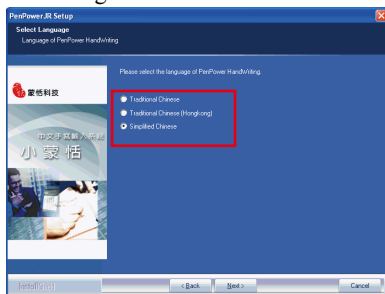 PenPower JR Setup
Select Language
Language of PenPower HandWriting
Please select the language of PenPower HandWriting.
蒙恬科技
Traditional Chinese
Traditional Chinese (Hongkong)
Simplified Chinese
中文手寫輸入系統
小蒙恬
InstallShield
< Back
Next >
Cancel